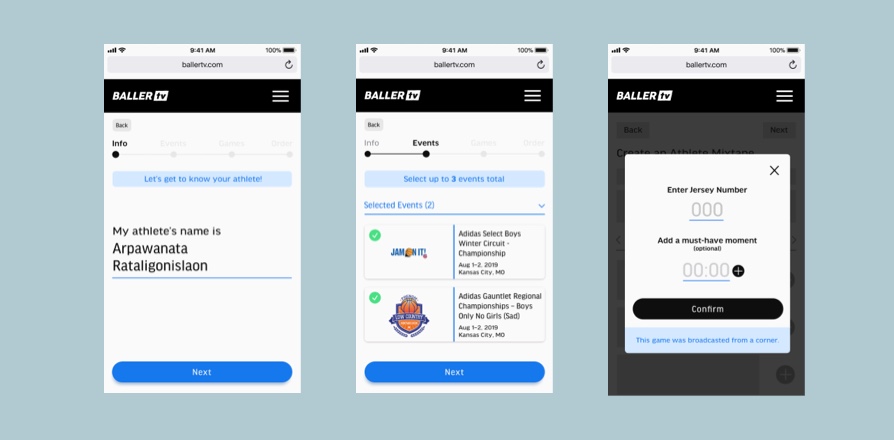 9:41 AM
100%
ballertv.com
BALLER tv
Back
Info Events Games Order
Let's get to know your athlete!
My athlete's name is
Arpawanata
Rataligonislaon
Next
9:41 AM
100%
ballertv.com
BALLER tv
Back
Info Events Games Order
Select up to 3 events total
Selected Events (2)
JAM ON IT!
Adidas Select Boys
Winter Circuit -
Championship
Aug 1-2, 2019
Kansas City, MO
Adidas Gauntlet Regional
Championships - Boys
Only No Girls (Sad)
Aug 1-2, 2019
Kansas City, MO
Next
9:41 AM
100%
ballertv.com
BALLER tv
Back
Next
Create an Athlete Mixtape
Enter Jersey Number
000
Add a must-have moment
(optional)
00:00
Confirm
This game was broadcasted from a corner.